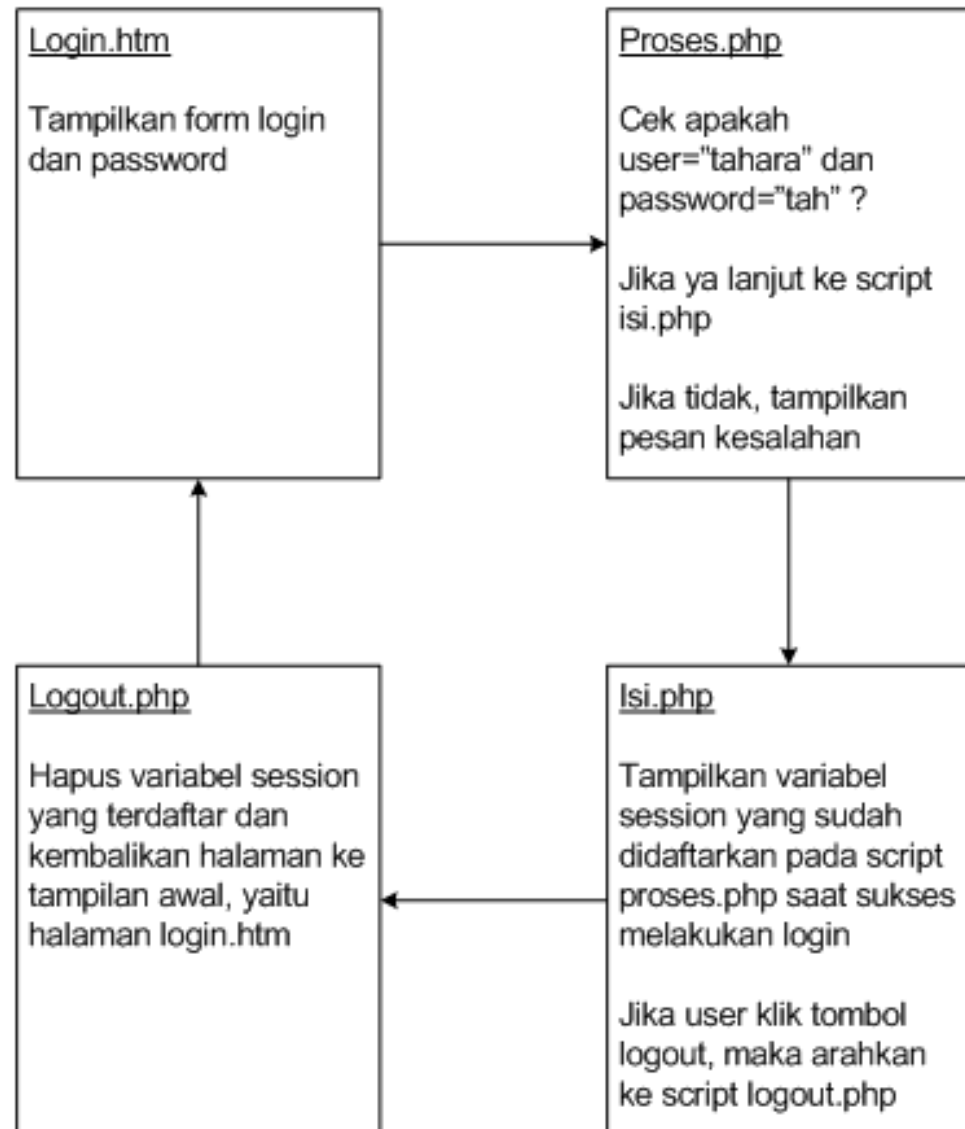 Login.htm
Tampilkan form login
dan password
Proses.php
Cek apakah
user="tahara" dan
password="tah" ?
Jika ya lanjut ke script
isi.php
Jika tidak, tampilkan
pesan kesalahan
Logout.php
Hapus variabel session
yang terdaftar dan
kembalikan halaman ke
tampilan awal, yaitu
halaman login.htm
Isi.php
Tampilkan variabel
session yang sudah
didaftarkan pada script
proses.php saat sukses
melakukan login
Jika user klik tombol
logout, maka arahkan
ke script logout.php